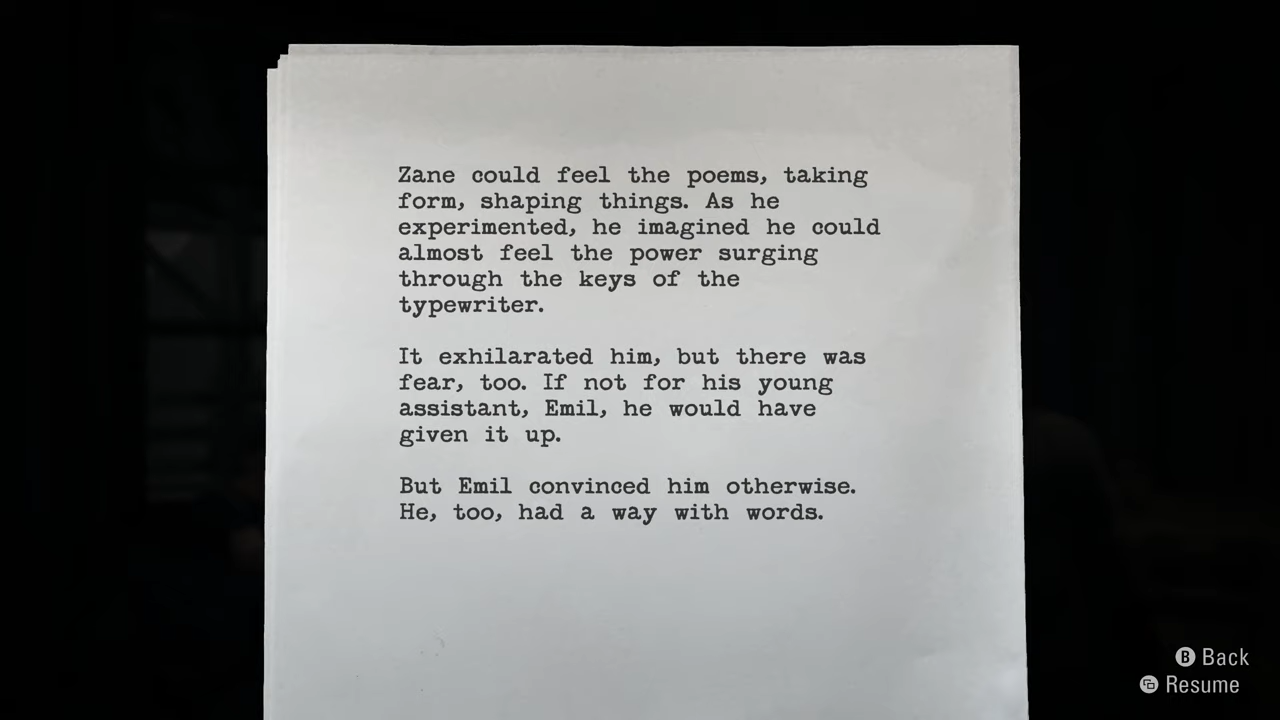 Zane could feel the poems, taking
form, shaping things. As he
experimented, he imagined he could
almost feel the power surging
through the keys of the
typewriter.
It exhilarated him, but there was
fear, too. If not for his young
assistant, Emil, he would have
given it up.
But Emil convinced him otherwise.
He, too, had a way with words.
B Back
Resume